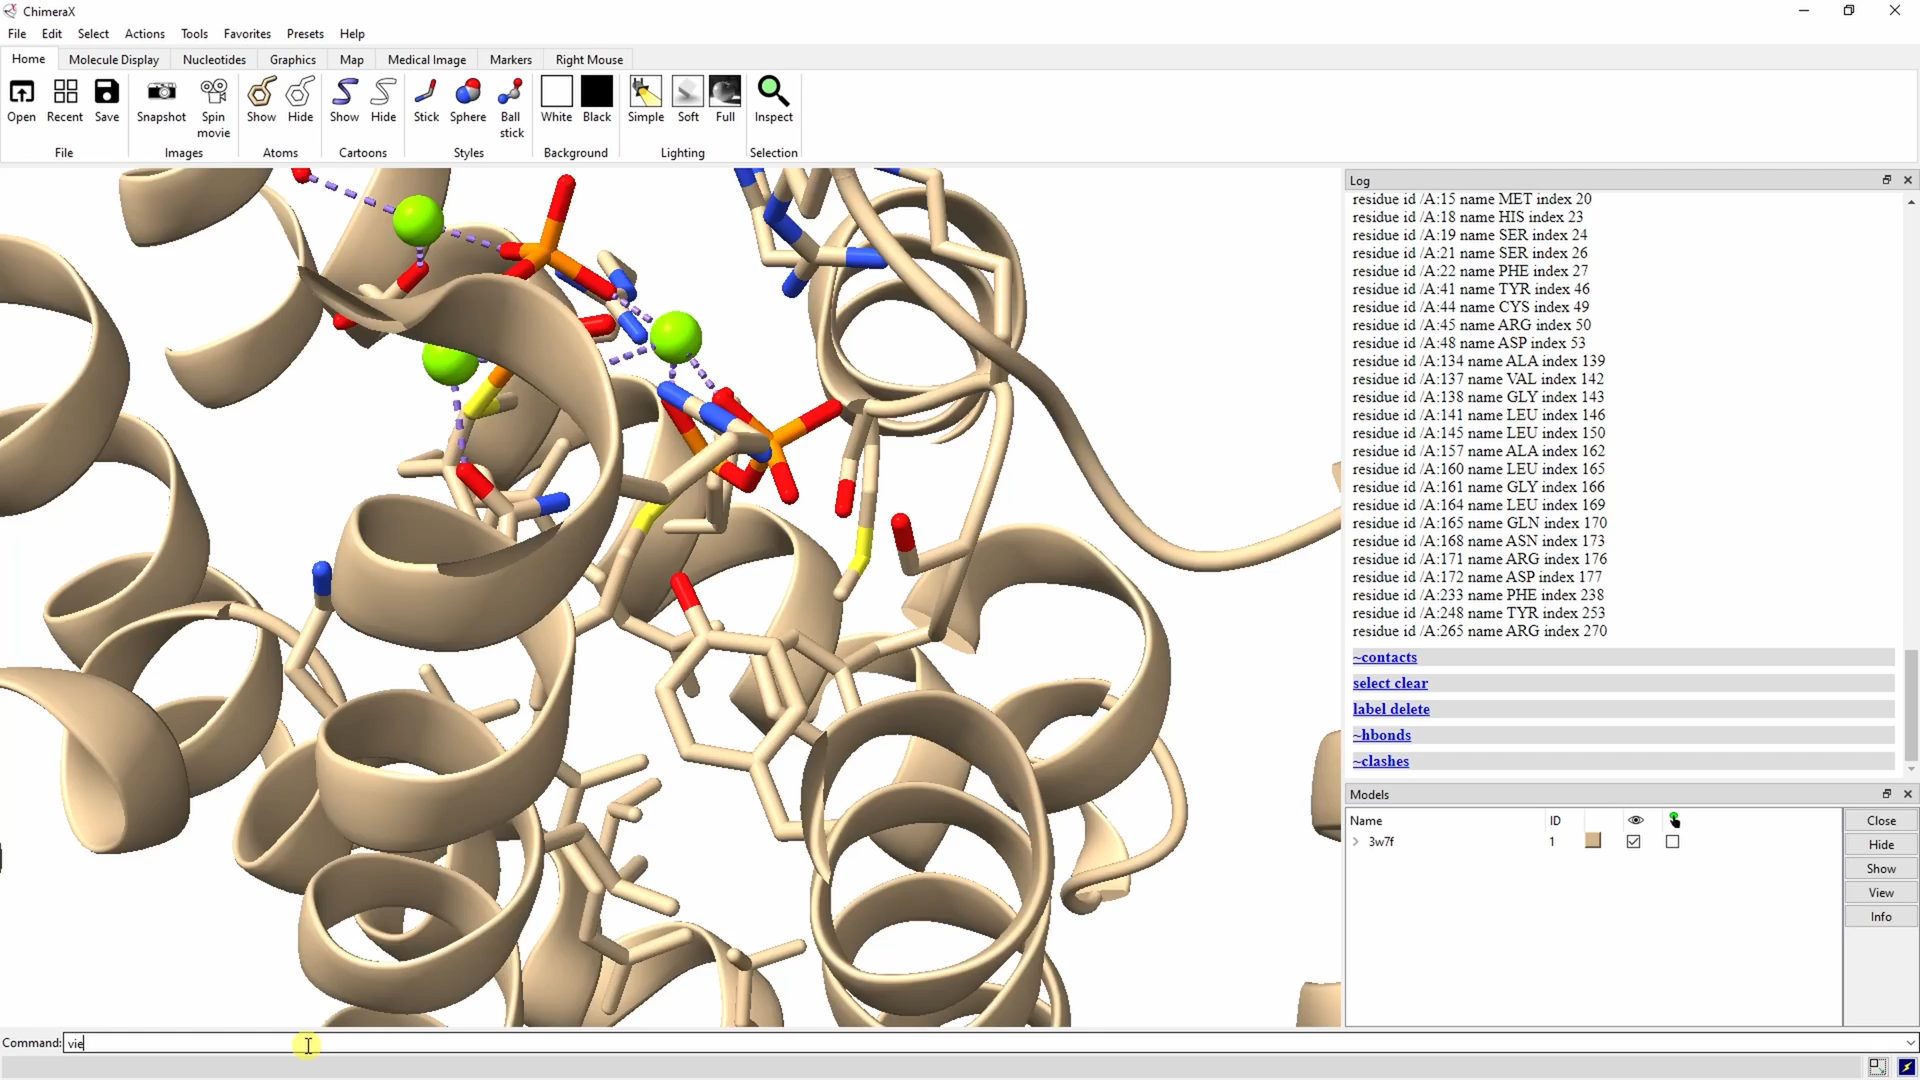 ChimeraX
File Edit Select Actions Tools Favorites Presets Help
Home Molecule Display Nucleotides Graphics Map Medical Image Markers Right Mouse
Open Recent Save Snapshot Spin movie Show Hide Show Hide Stick Sphere Ball stick White Black Simple Soft Full Inspect
File Images Atoms Cartoons Styles Background Lighting Selection
Log
residue id /A:15 name MET index 20
residue id /A:18 name HIS index 23
residue id /A:19 name SER index 24
residue id /A:21 name SER index 26
residue id /A:22 name PHE index 27
residue id /A:41 name TYR index 46
residue id /A:44 name CYS index 49
residue id /A:45 name ARG index 50
residue id /A:48 name ASP index 53
residue id /A:134 name ALA index 139
residue id /A:137 name VAL index 142
residue id /A:138 name GLY index 143
residue id /A:141 name LEU index 146
residue id /A:145 name LEU index 150
residue id /A:157 name ALA index 162
residue id /A:160 name LEU index 165
residue id /A:161 name GLY index 166
residue id /A:164 name LEU index 169
residue id /A:165 name GLN index 170
residue id /A:168 name ASN index 173
residue id /A:171 name ARG index 176
residue id /A:172 name ASP index 177
residue id /A:233 name PHE index 238
residue id /A:248 name TYR index 253
residue id /A:265 name ARG index 270
~contacts
select clear
label delete
~hbonds
~clashes
Models
Name ID
3w7f 1
Close
Hide
Show
View
Info
Command: vie